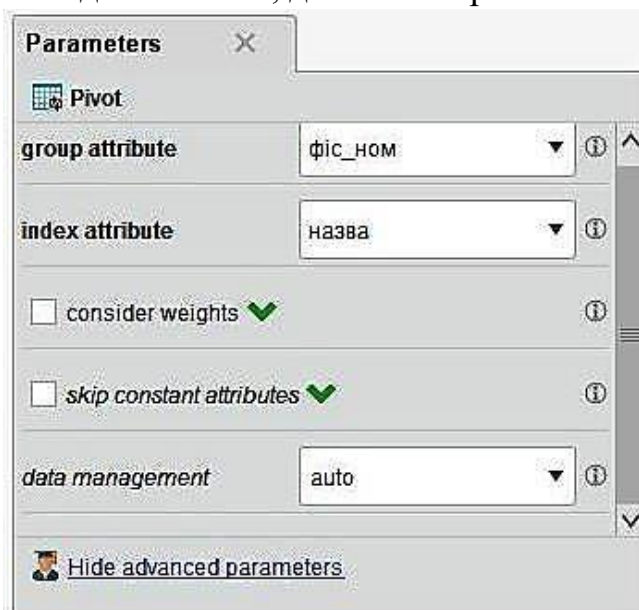 Parameters
Pivot
group attribute фіс_ном
index attribute назва
consider weights
skip constant attributes
data management auto
Hide advanced parameters